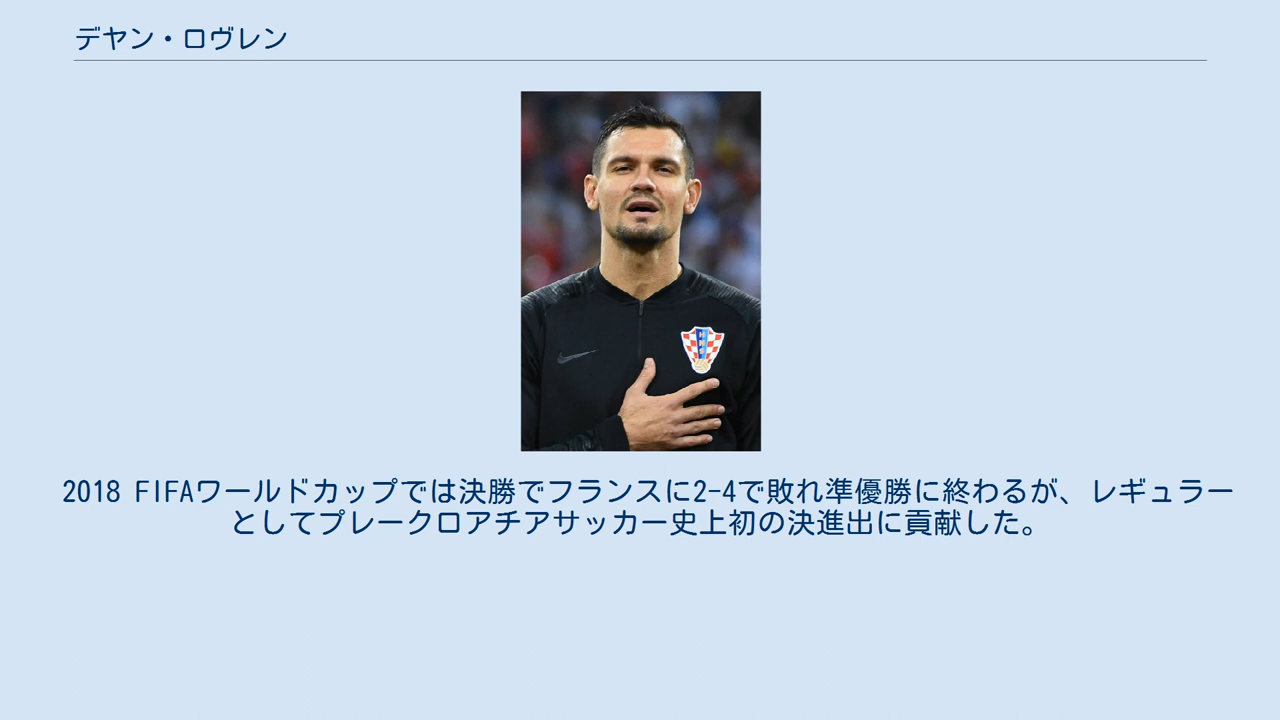 デヤン・ロヴレン
2018 FIFAワールドカップでは決勝でフランスに2-4で敗れ準優勝に終わるが、レギュラー
としてプレークロアチアサッカー史上初の決進出に貢献した。